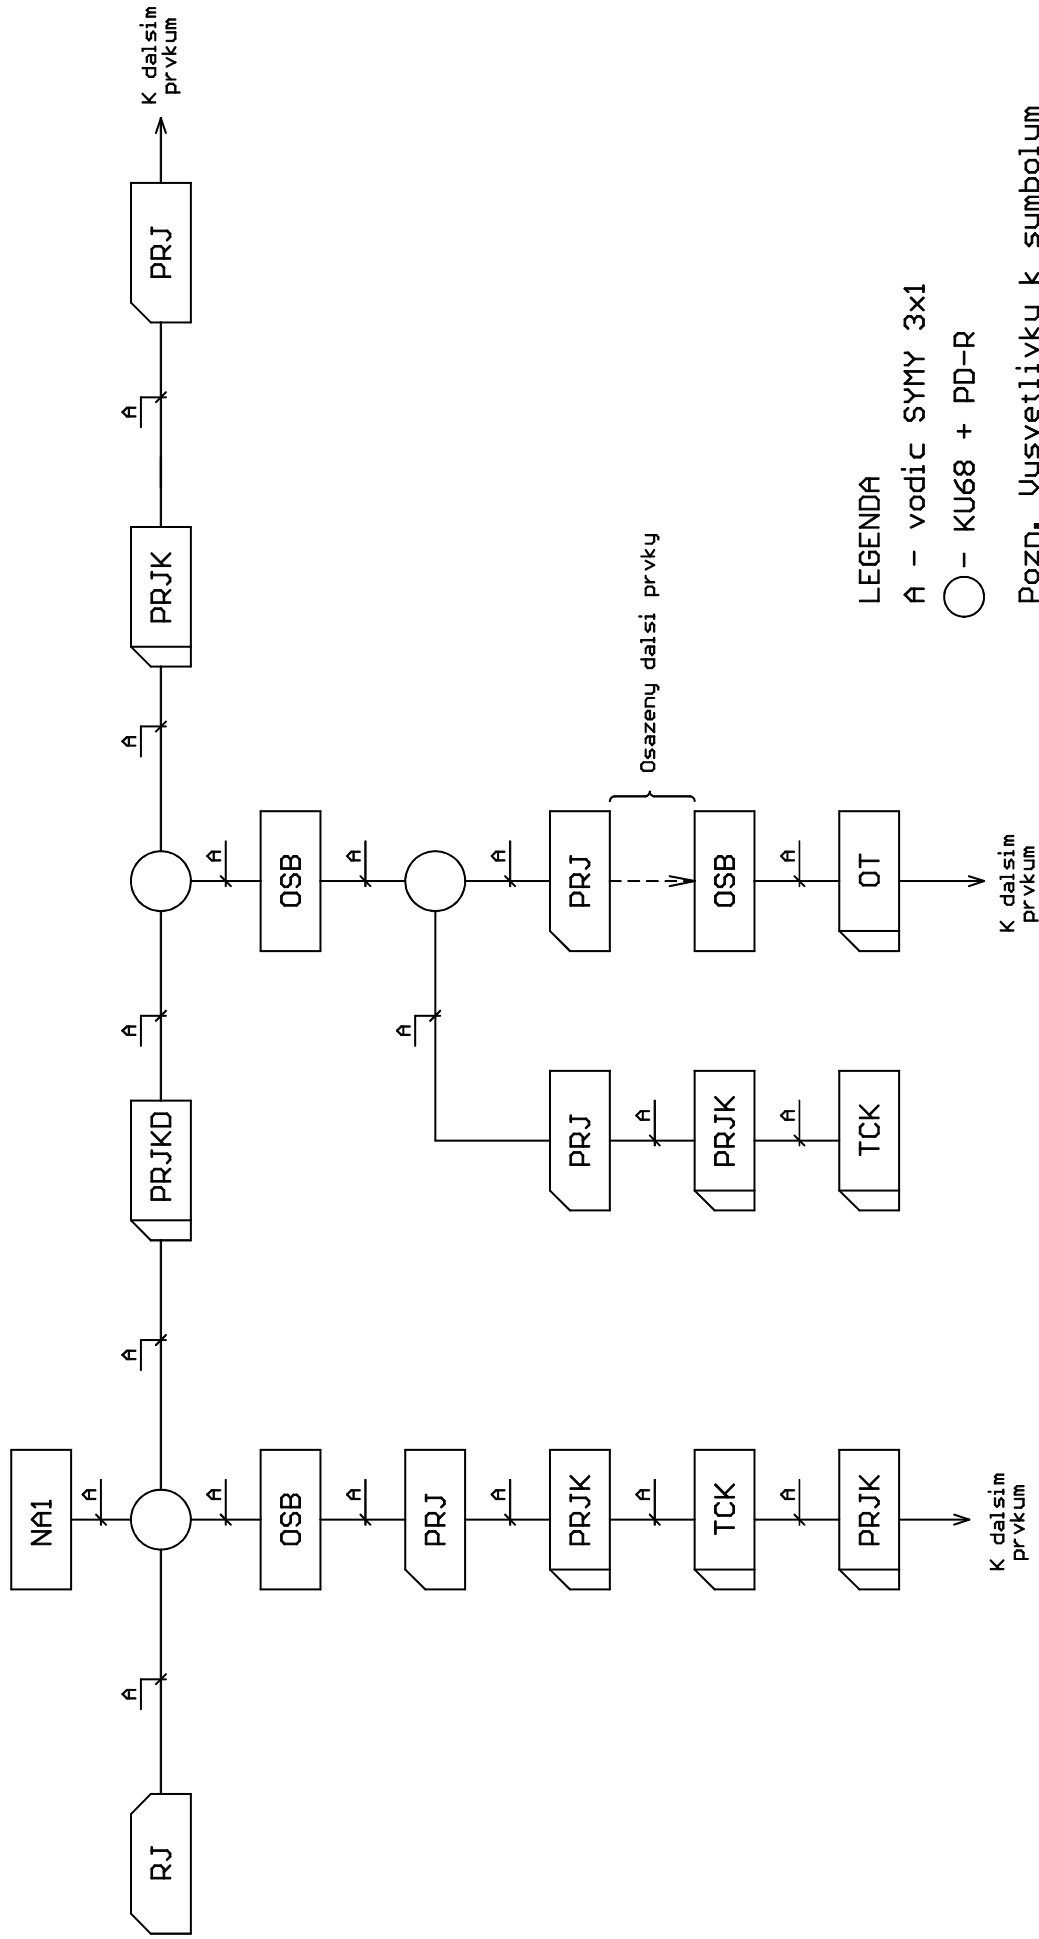 NA1
A
A
A
A
A
A
RJ
PRJKD
PRJK
PRJ
K dalsim
prvkum
A
A
OSB
OSB
A
A
A
PRJ
A
A
PRJK
PRJ
PRJ
A
A
Osazeny dalsi prvky
TCK
PRJK
OSB
A
A
A
PRJK
TCK
OT
K dalsim
prvkum
K dalsim
prvkum
LEGENDA
A - vodic SYMY 3x1
- KU68 + PD-R
Pozn. Vysvetlivky k symbolum